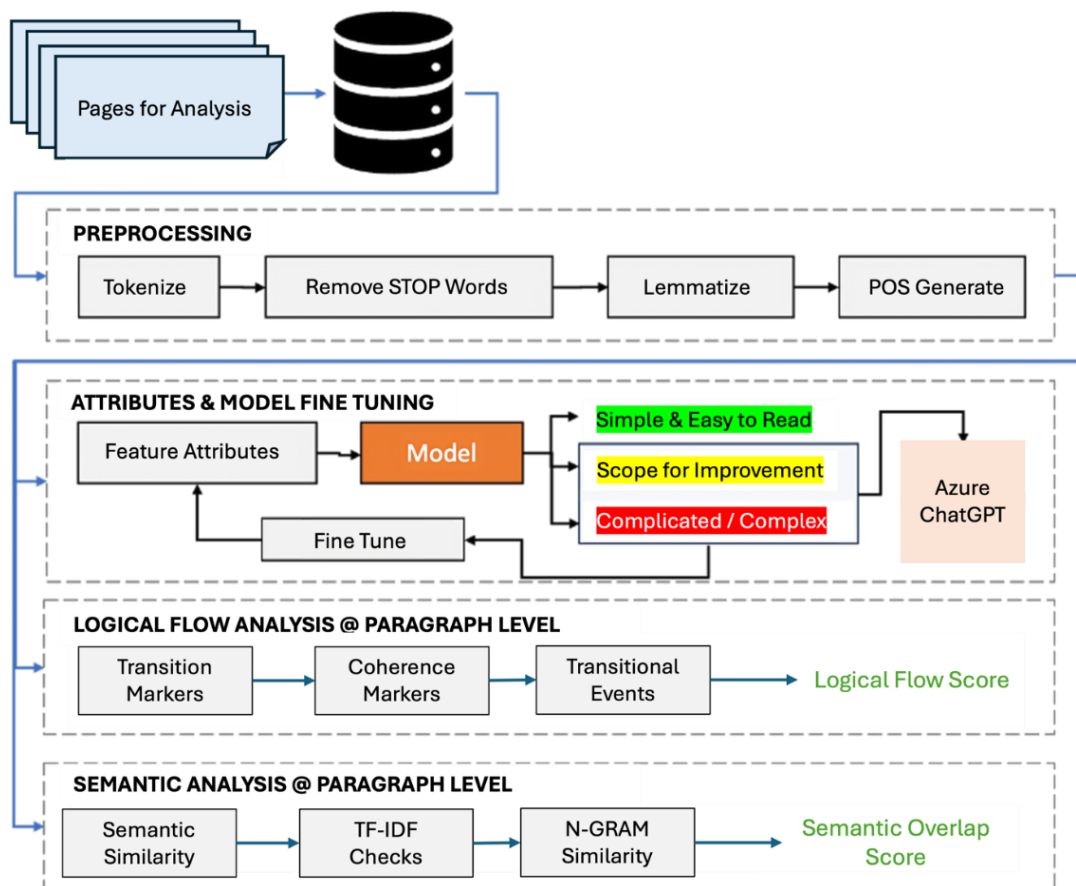 Pages for Analysis
PREPROCESSING
Tokenize
Remove STOP Words
Lemmatize
POS Generate
ATTRIBUTES & MODEL FINE TUNING
Feature Attributes
Model
Simple & Easy to Read
Scope for Improvement
Complicated / Complex
Azure
ChatGPT
Fine Tune
LOGICAL FLOW ANALYSIS @ PARAGRAPH LEVEL
Transition
Markers
Coherence
Markers
Transitional
Events
Logical Flow Score
SEMANTIC ANALYSIS @ PARAGRAPH LEVEL
Semantic
Similarity
TF-IDF
Checks
N-GRAM
Similarity
Semantic Overlap
Score